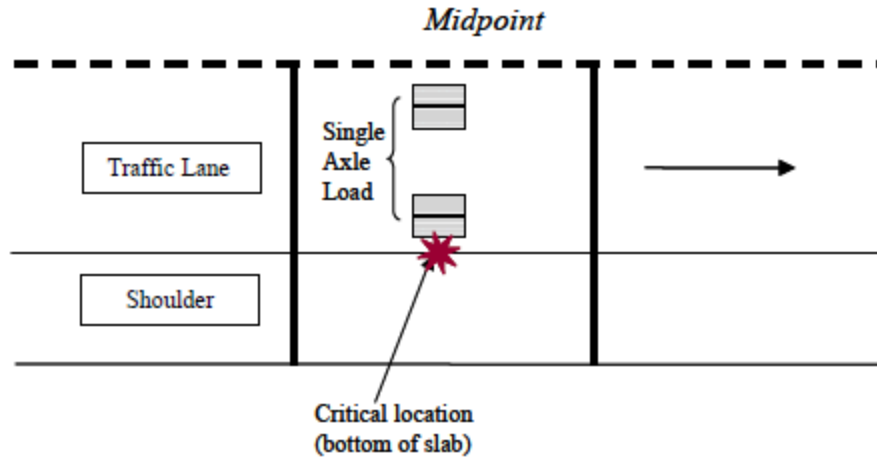 Midpoint
Single
Axle
Load
Traffic Lane
Shoulder
Critical location
(bottom of slab)